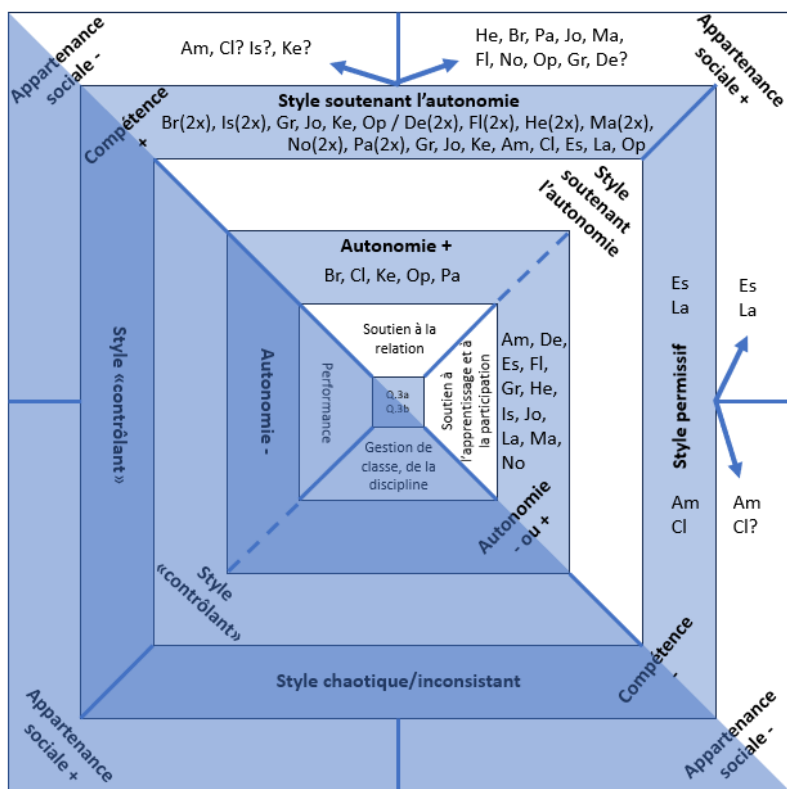 Appartenance
sociale -
Am, Cl? Is?, Ke?
He, Br, Pa, Jo, Ma,
Fl, No, Op, Gr, De?
Appartenance
sociale +
Compétence
+
Style soutenant l'autonomie
Br(2x), Is(2x), Gr, Jo, Ke, Op / De(2x), Fl(2x), He(2x), Ma(2x),
No(2x), Pa(2x), Gr, Jo, Ke, Am, Cl, Es, La, Op
Style
soutenant
l'autonomie
Autonomie +
Br, Cl, Ke, Op, Pa
Soutien à la
relation
Style «contrôlant»
Autonomie -
Performance
Q.3a
Q.3b
Soutien à
l'apprentissage et à
la participation
Am, De,
Es, Fl,
Gr, He,
Is, Jo,
La, Ma,
No
Gestion de
classe, de la
discipline
Es
La
Es
La
Style permissif
Am
Cl
Am
Cl?
Autonomie
- ou +
Style
«contrôlant»
Style chaotique/inconsistant
Compétence
-
Appartenance
sociale +
Appartenance
sociale -